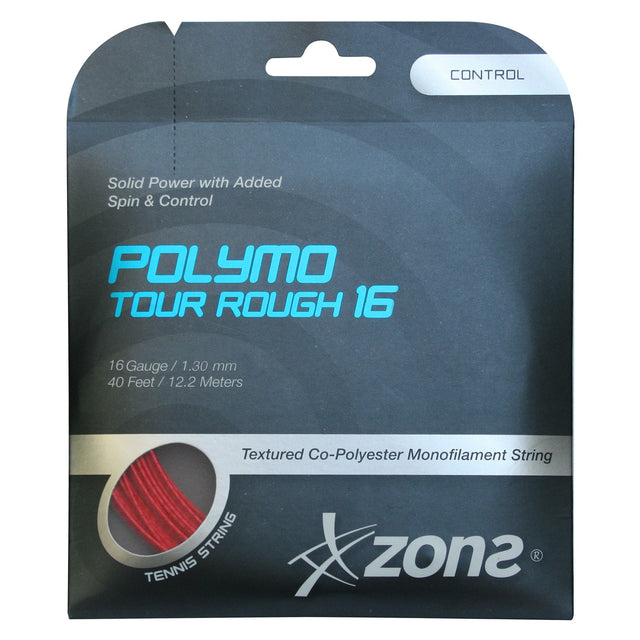 CONTROL
Solid Power with Added
Spin & Control
POLYMO
TOUR ROUGH 16
16 Gauge / 1.30 mm
40 Feet / 12.2 Meters
Textured Co-Polyester Monofilament String
TENNIS STRING
zons®